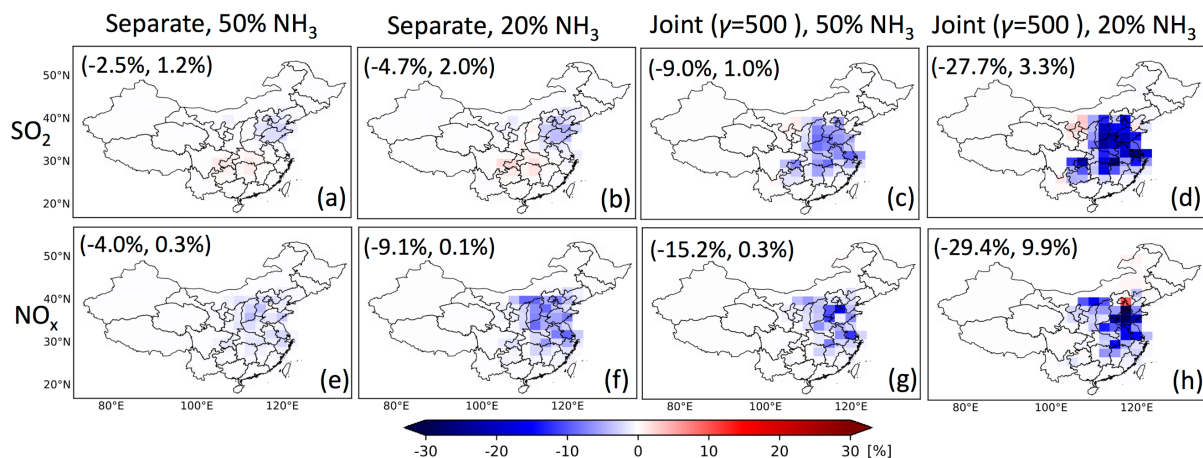 Separate, 50% NH₃ Separate, 20% NH₃ Joint (γ=500 ), 50% NH₃ Joint (γ=500 ), 20% NH₃
SO₂
50°N
40°N
30°N
20°N
(-2.5%, 1.2%)
(a)
(-4.7%, 2.0%)
(b)
(-9.0%, 1.0%)
(c)
(-27.7%, 3.3%)
(d)
NOₓ
50°N
40°N
30°N
20°N
(-4.0%, 0.3%)
(e)
(-9.1%, 0.1%)
(f)
(-15.2%, 0.3%)
(g)
(-29.4%, 9.9%)
(h)
80°E 100°E 120°E 80°E 100°E 120°E 80°E 100°E 120°E 100°E 120°E
-30 -20 -10 0 10 20 30 [%]